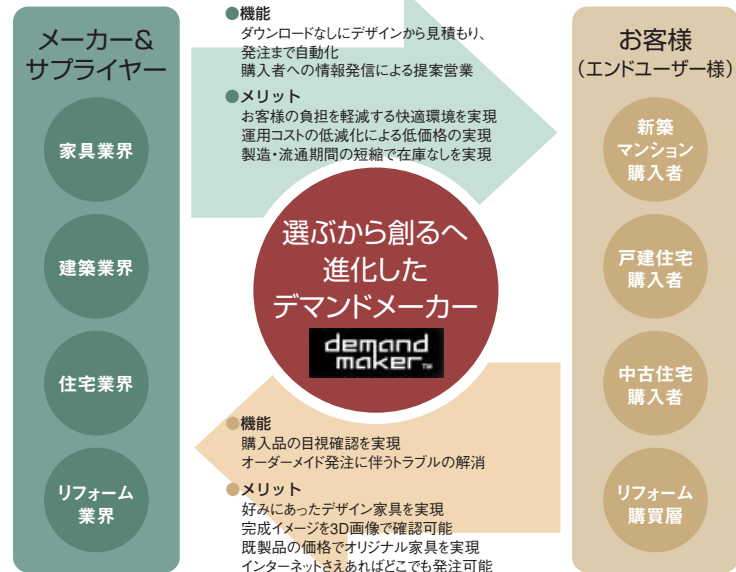 メーカー&
サプライヤー
家具業界
建築業界
住宅業界
リフォーム
業界
●機能
ダウンロードなしにデザインから見積もり、
発注まで自動化
購入者への情報発信による提案営業
●メリット
お客様の負担を軽減する快適環境を実現
運用コストの低減化による低価格の実現
製造・流通期間の短縮で在庫なしを実現
選ぶから創るへ
進化した
デマンドメーカー
demand
maker™
●機能
購入品の目視確認を実現
オーダーメイド発注に伴うトラブルの解消
●メリット
好みにあったデザイン家具を実現
完成イメージを3D画像で確認可能
既製品の価格でオリジナル家具を実現
インターネットさえあればどこでも発注可能
お客様
（エンドユーザー様）
新築
マンション
購入者
戸建住宅
購入者
中古住宅
購入者
リフォーム
購買層